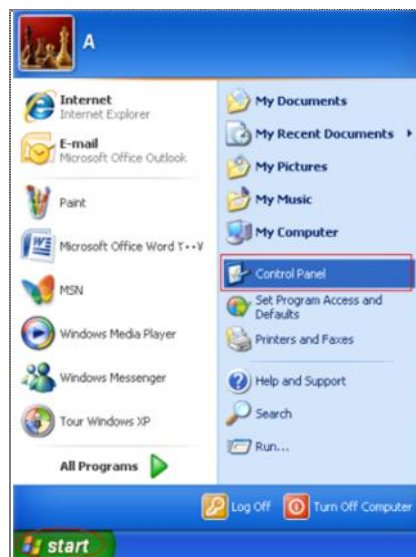 A
Internet
Internet Explorer
E-mail
Microsoft Office Outlook
Paint
Microsoft Office Word ٢٠٠٧
MSN
Windows Media Player
Windows Messenger
Tour Windows XP
All Programs
My Documents
My Recent Documents
My Pictures
My Music
My Computer
Control Panel
Set Program Access and
Defaults
Printers and Faxes
Help and Support
Search
Run...
Log Off
Turn Off Computer
start